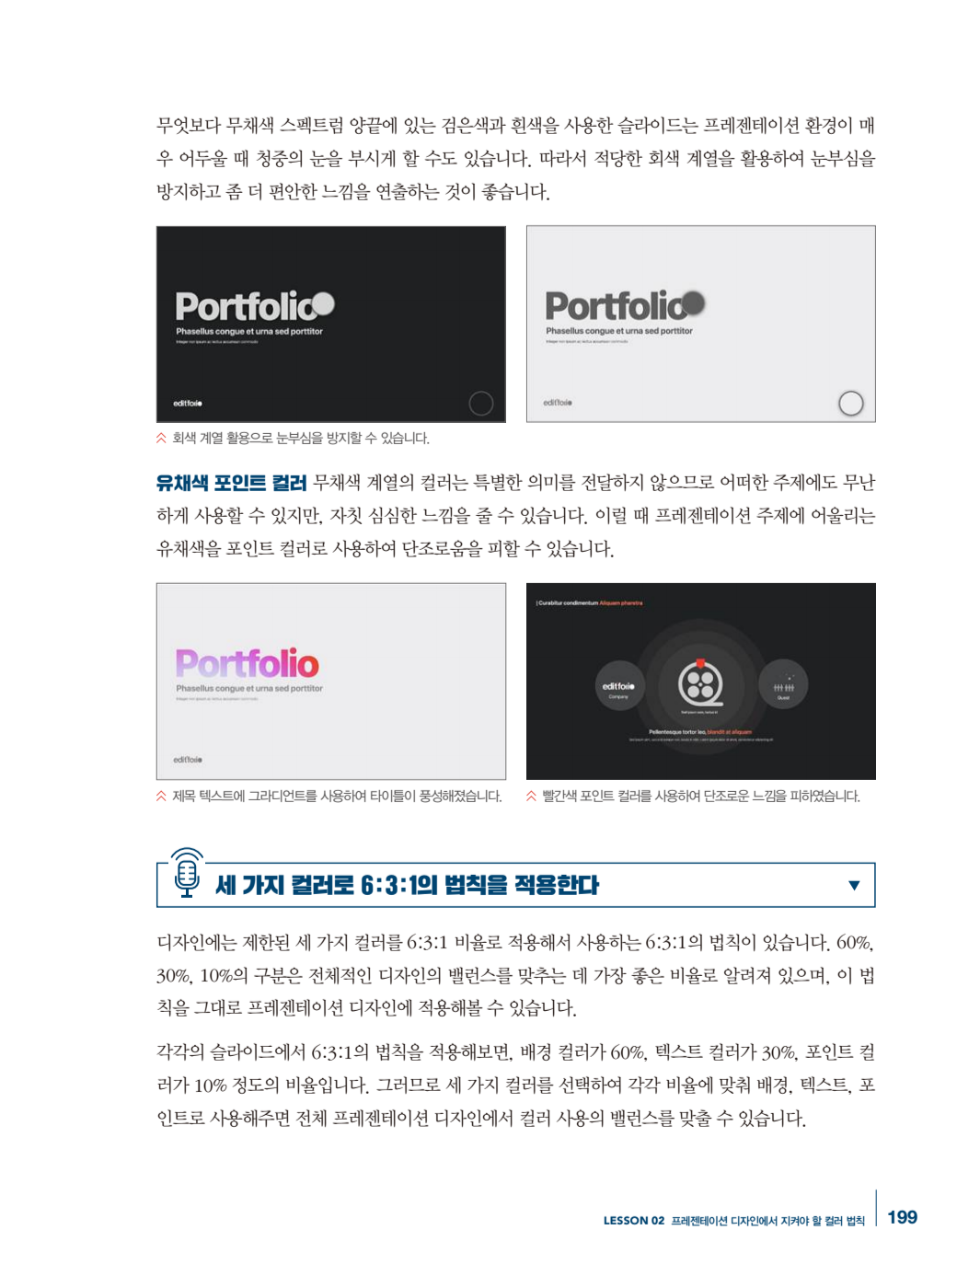 무엇보다 무채색 스펙트럼 양끝에 있는 검은색과 흰색을 사용한 슬라이드는 프레젠테이션 환경이 매
우 어두울 때 청중의 눈을 부시게 할 수도 있습니다. 따라서 적당한 회색 계열을 활용하여 눈부심을
방지하고 좀 더 편안한 느낌을 연출하는 것이 좋습니다.
Portfolio
Phasellus congue et urna sed porttitor
editfolio
Portfolio
Phasellus congue et urna sed porttitor
editfolio
회색 계열 활용으로 눈부심을 방지할 수 있습니다.
유채색 포인트 컬러 무채색 계열의 컬러는 특별한 의미를 전달하지 않으므로 어떠한 주제에도 무난
하게 사용할 수 있지만, 자칫 심심한 느낌을 줄 수 있습니다. 이럴 때 프레젠테이션 주제에 어울리는
유채색을 포인트 컬러로 사용하여 단조로움을 피할 수 있습니다.
Portfolio
Phasellus congue et urna sed porttitor
editfolio
| Curabitur condimentum Aliquam pharetra
editfolio
Company
Guest
Pellentesque tortor leo, blandit at aliquam
제목 텍스트에 그라디언트를 사용하여 타이틀이 풍성해졌습니다.
빨간색 포인트 컬러를 사용하여 단조로운 느낌을 피하였습니다.
세 가지 컬러로 6:3:1의 법칙을 적용한다
디자인에는 제한된 세 가지 컬러를 6:3:1 비율로 적용해서 사용하는 6:3:1의 법칙이 있습니다. 60%,
30%, 10%의 구분은 전체적인 디자인의 밸런스를 맞추는 데 가장 좋은 비율로 알려져 있으며, 이 법
칙을 그대로 프레젠테이션 디자인에 적용해볼 수 있습니다.
각각의 슬라이드에서 6:3:1의 법칙을 적용해보면, 배경 컬러가 60%, 텍스트 컬러가 30%, 포인트 컬
러가 10% 정도의 비율입니다. 그러므로 세 가지 컬러를 선택하여 각각 비율에 맞춰 배경, 텍스트, 포
인트로 사용해주면 전체 프레젠테이션 디자인에서 컬러 사용의 밸런스를 맞출 수 있습니다.
LESSON 02 프레젠테이션 디자인에서 지켜야 할 컬러 법칙 199